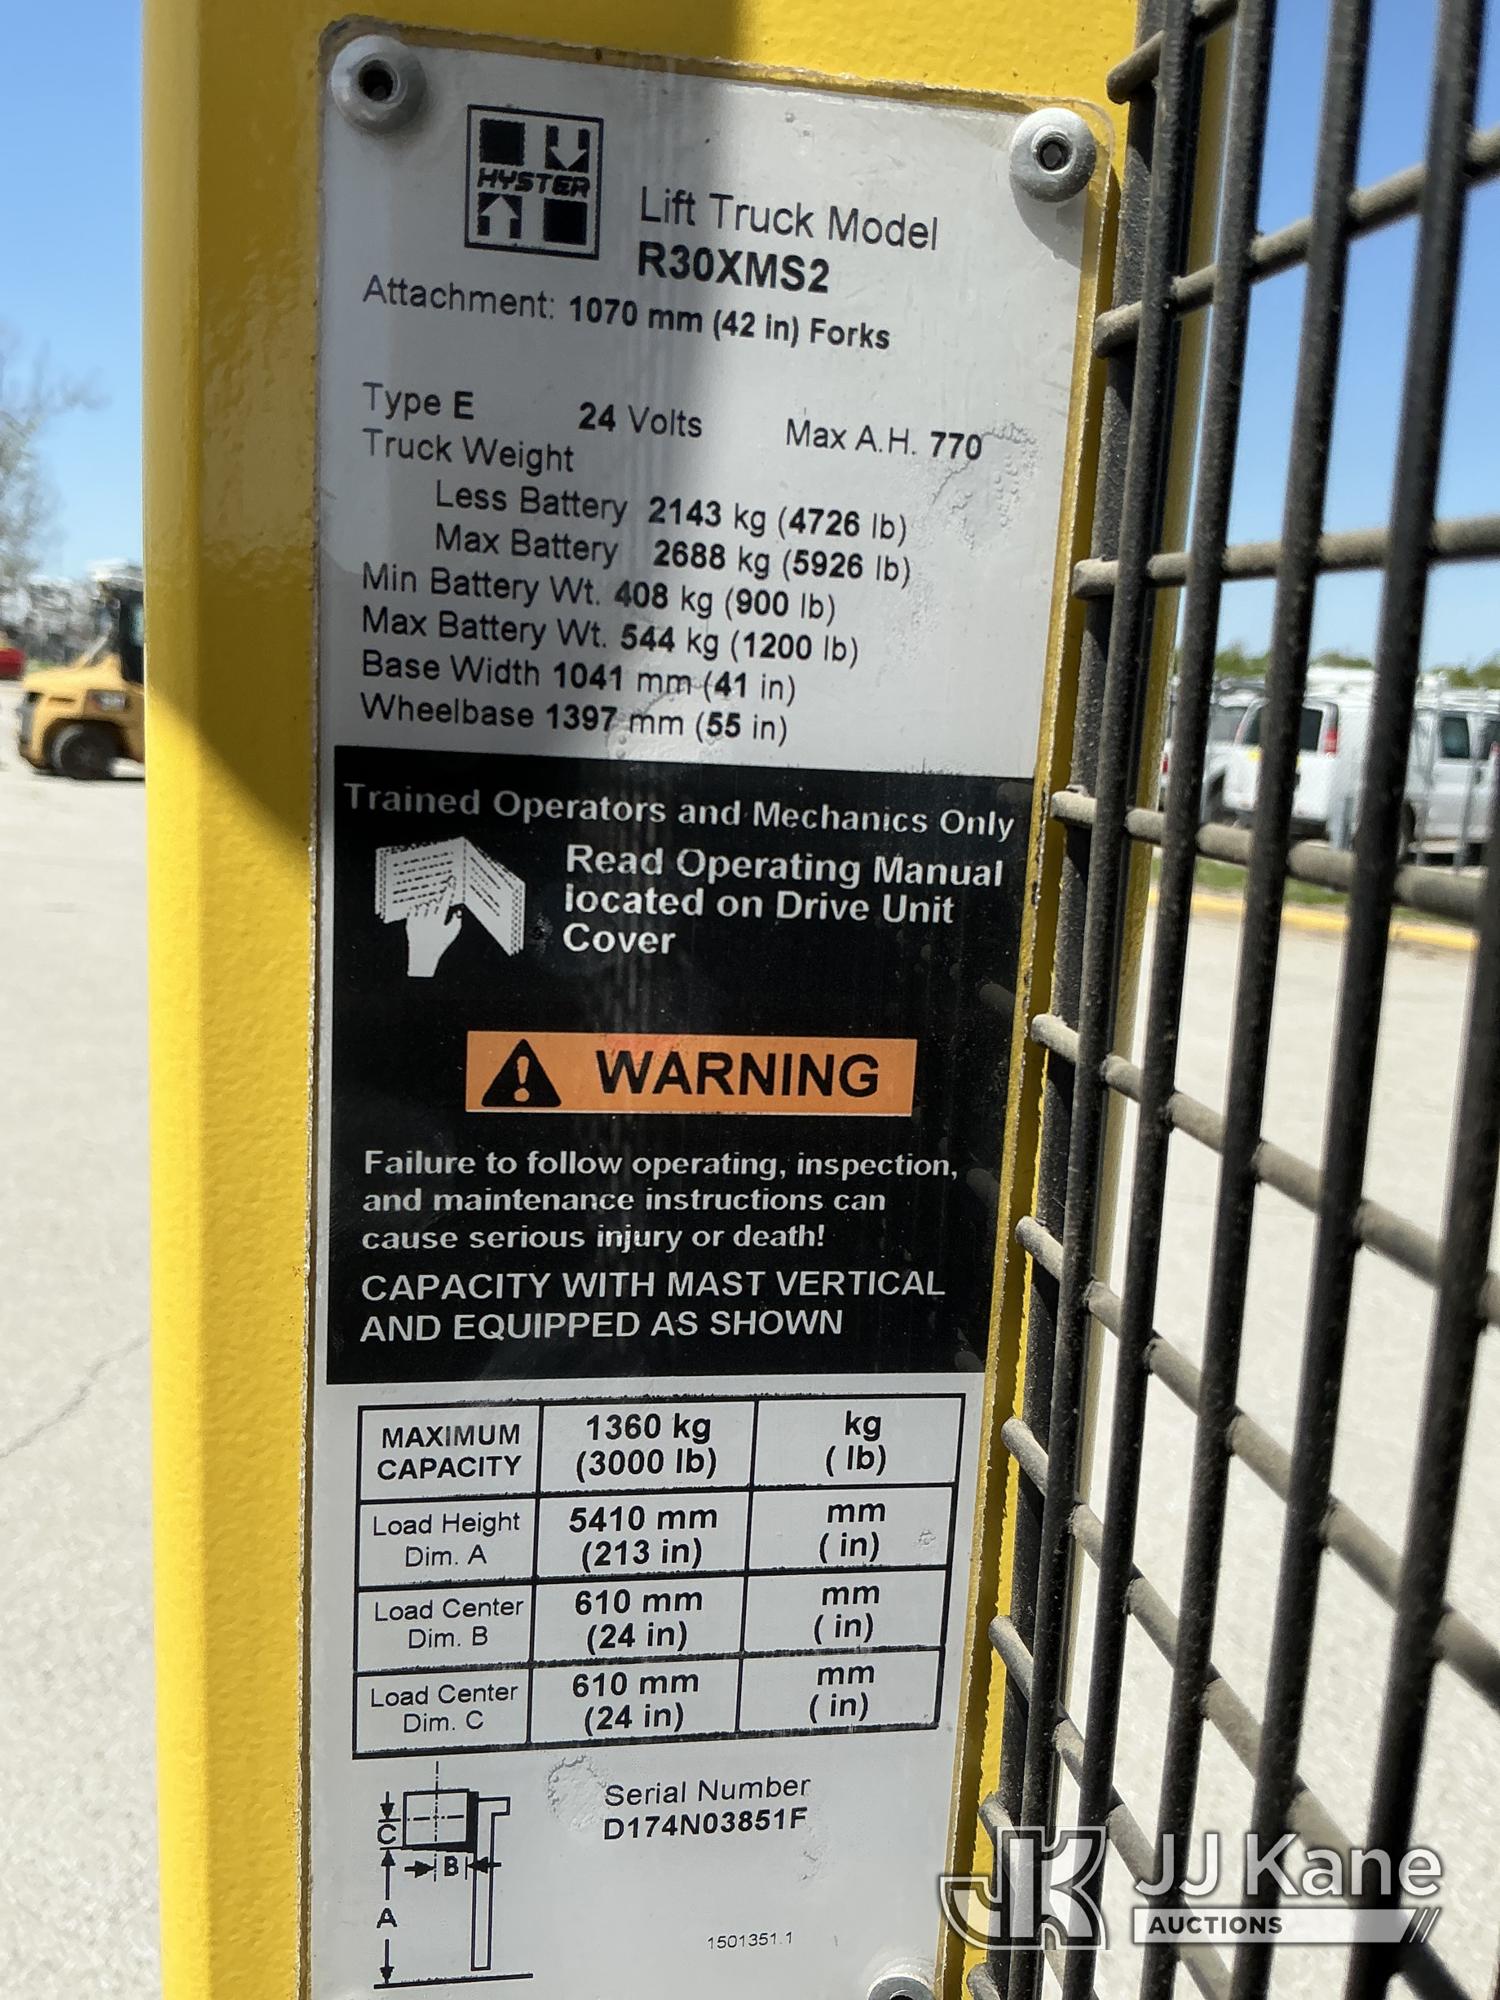 HYSTER
Lift Truck Model
R30XMS2
Attachment: 1070 mm (42 in) Forks
Type E 24 Volts Max A.H. 770
Truck Weight
Less Battery 2143 kg (4726 lb)
Max Battery 2688 kg (5926 lb)
Min Battery Wt. 408 kg (900 lb)
Max Battery Wt. 544 kg (1200 lb)
Base Width 1041 mm (41 in)
Wheelbase 1397 mm (55 in)
Trained Operators and Mechanics Only
Read Operating Manual
located on Drive Unit
Cover
WARNING
Failure to follow operating, inspection,
and maintenance instructions can
cause serious injury or death!
CAPACITY WITH MAST VERTICAL
AND EQUIPPED AS SHOWN
MAXIMUM CAPACITY 1360 kg (3000 lb) kg ( lb)
Load Height Dim. A 5410 mm (213 in) mm ( in)
Load Center Dim. B 610 mm (24 in) mm ( in)
Load Center Dim. C 610 mm (24 in) mm ( in)
C
B
A
Serial Number
D174N03851F
1501351.1
JK JJ Kane
AUCTIONS